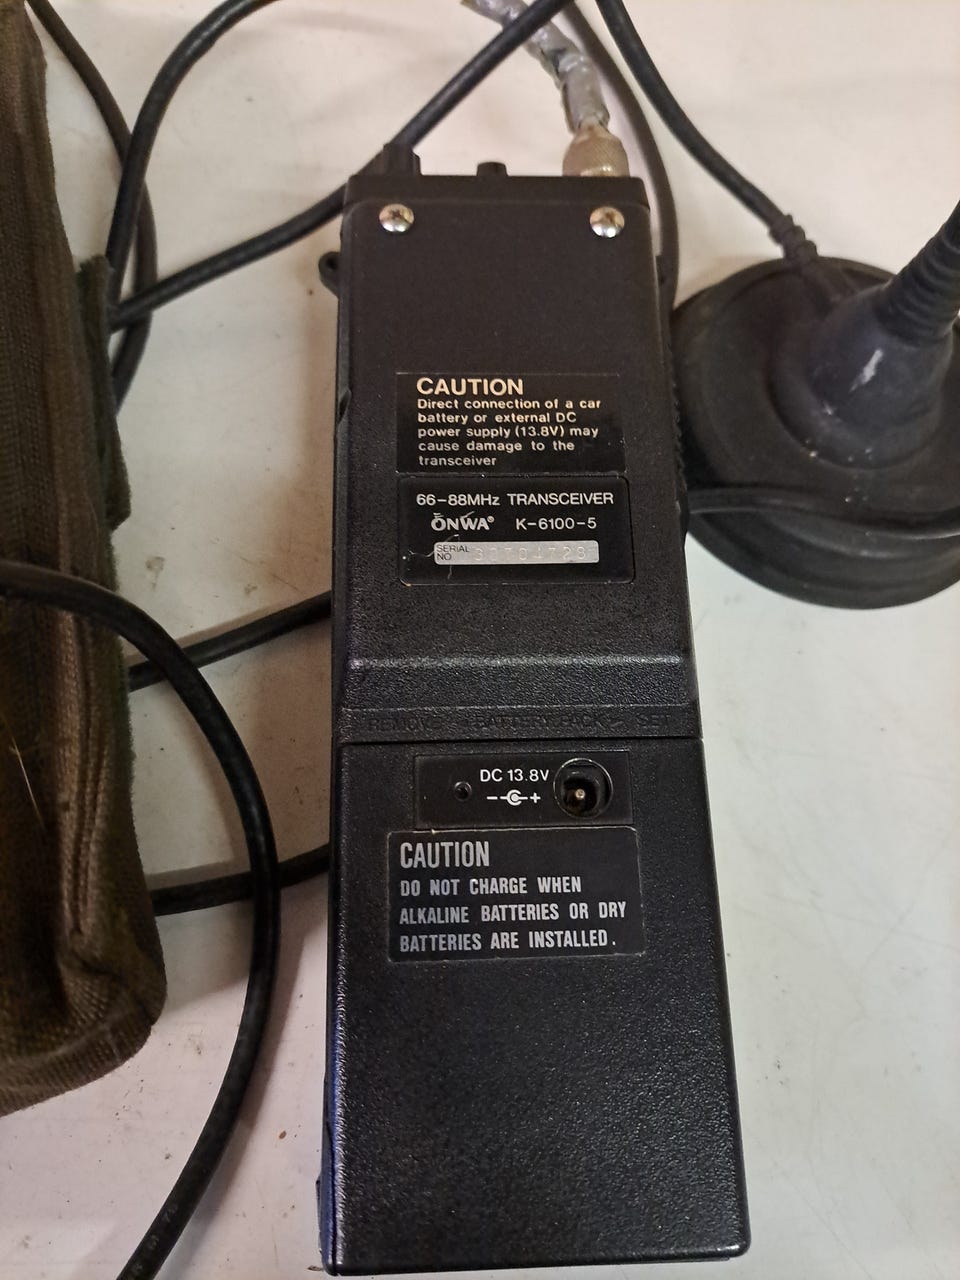 CAUTION
Direct connection of a car
battery or external DC
power supply (13.8V) may
cause damage to the
transceiver
66-88MHz TRANSCEIVER
ŌNWA® K-6100-5
SERIAL
NO
REMOVE BATTERY PACK SET
DC 13.8V
- +
CAUTION
DO NOT CHARGE WHEN
ALKALINE BATTERIES OR DRY
BATTERIES ARE INSTALLED.